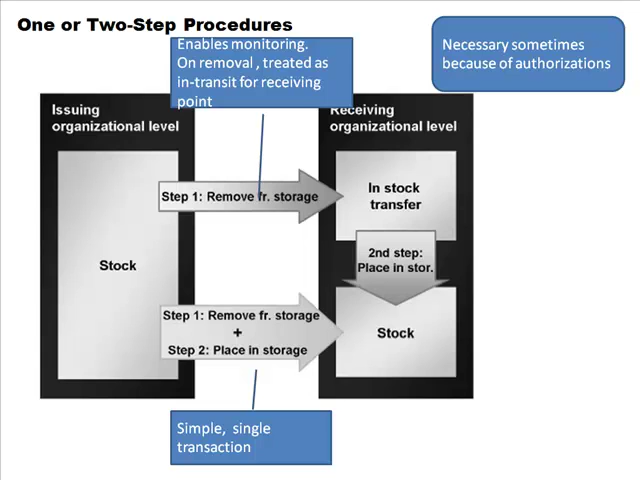 One or Two-Step Procedures
Enables monitoring.
On removal , treated as
in-transit for receiving
point
Necessary sometimes
because of authorizations
Issuing
organizational level
Receiving
organizational level
Step 1: Remove fr. storage
In stock
transfer
Stock
2nd step:
Place in stor.
Step 1: Remove fr. storage
+
Step 2: Place in storage
Stock
Simple, single
transaction